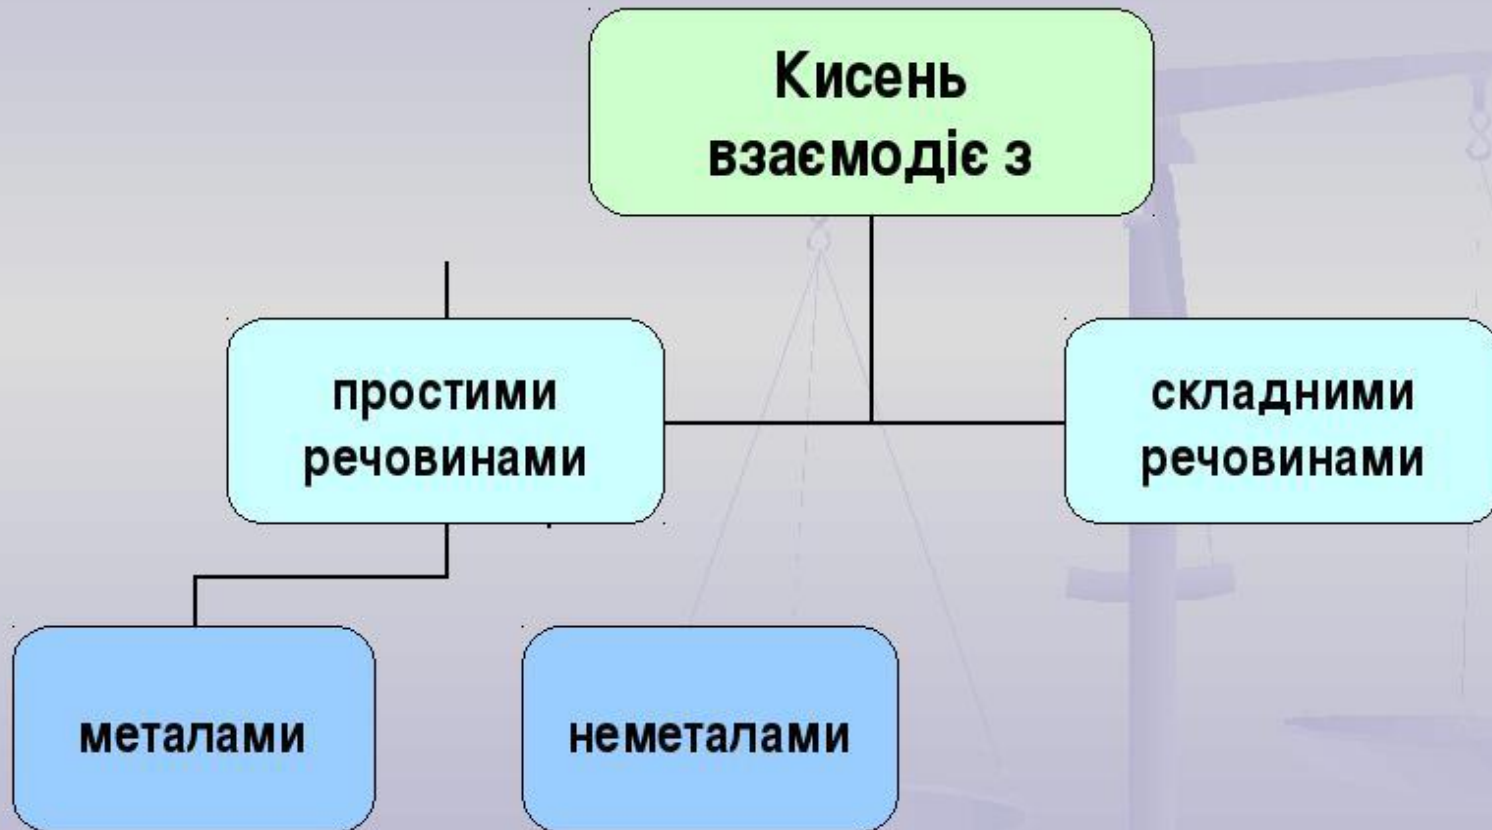 Кисень
взаємодіє з
простими
речовинами
складними
речовинами
металами
неметалами